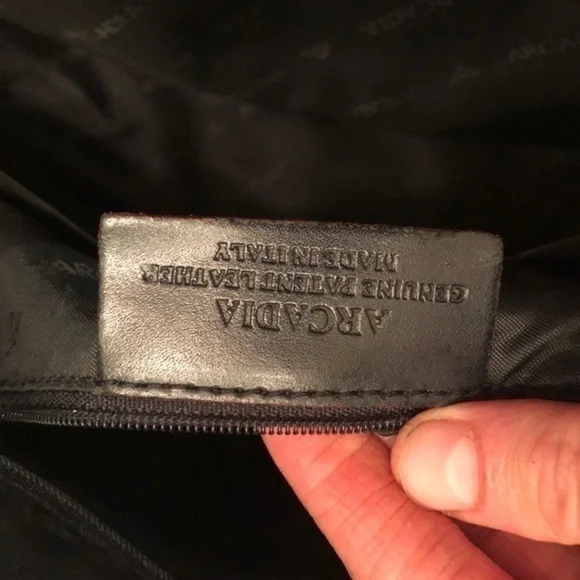 ARCADIA
GENUINE PATENT LEATHER
MADE IN ITALY